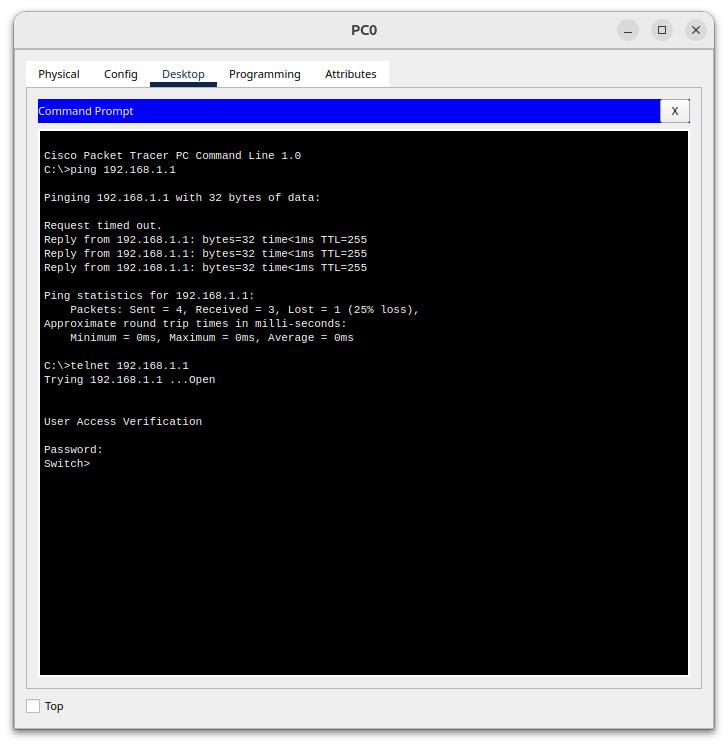 PC0
Physical Config Desktop Programming Attributes
Command Prompt X
Cisco Packet Tracer PC Command Line 1.0
C:\>ping 192.168.1.1
Pinging 192.168.1.1 with 32 bytes of data:
Request timed out.
Reply from 192.168.1.1: bytes=32 time<1ms TTL=255
Reply from 192.168.1.1: bytes=32 time<1ms TTL=255
Reply from 192.168.1.1: bytes=32 time<1ms TTL=255
Ping statistics for 192.168.1.1:
    Packets: Sent = 4, Received = 3, Lost = 1 (25% loss),
Approximate round trip times in milli-seconds:
    Minimum = 0ms, Maximum = 0ms, Average = 0ms
C:\>telnet 192.168.1.1
Trying 192.168.1.1 ...Open
User Access Verification
Password:
Switch>
Top